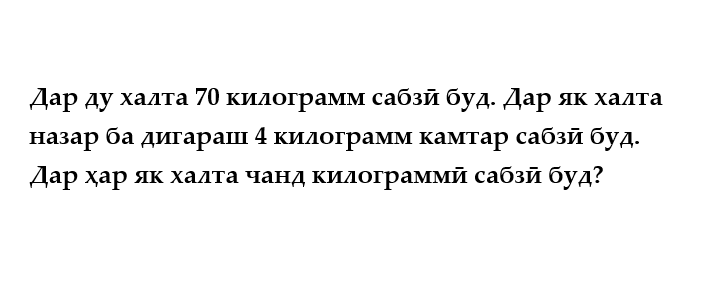 Дар ду халта 70 килограмм сабзӣ буд. Дар як халта
назар ба дигараш 4 килограмм камтар сабзӣ буд.
Дар ҳар як халта чанд килограммӣ сабзӣ буд?